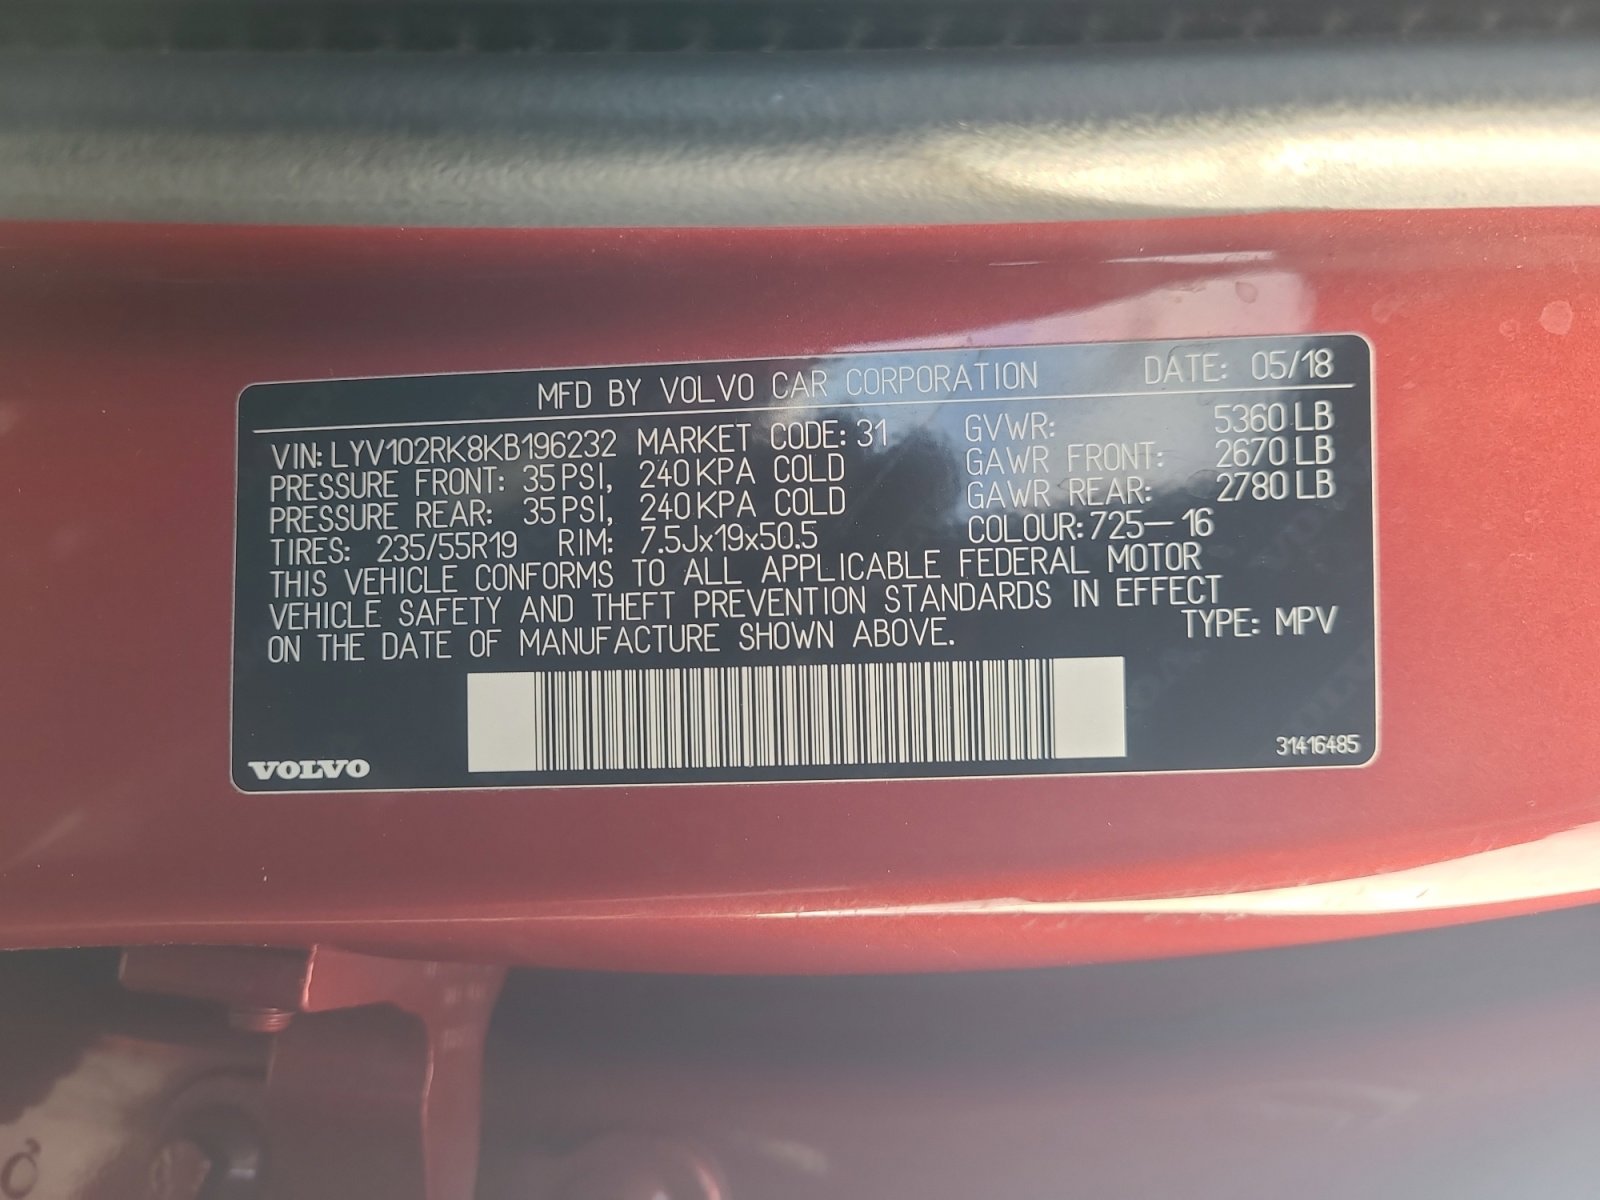 MFD BY VOLVO CAR CORPORATION DATE: 05/18
VIN: LYV102RK8KB196232 MARKET CODE: 31 GVWR: 5360 LB
PRESSURE FRONT: 35 PSI, 240 KPA COLD GAWR FRONT: 2670 LB
PRESSURE REAR: 35 PSI, 240 KPA COLD GAWR REAR: 2780 LB
TIRES: 235/55R19 RIM: 7.5Jx19x50.5 COLOUR: 725-16
THIS VEHICLE CONFORMS TO ALL APPLICABLE FEDERAL MOTOR
VEHICLE SAFETY AND THEFT PREVENTION STANDARDS IN EFFECT
ON THE DATE OF MANUFACTURE SHOWN ABOVE. TYPE: MPV
VOLVO 31416485